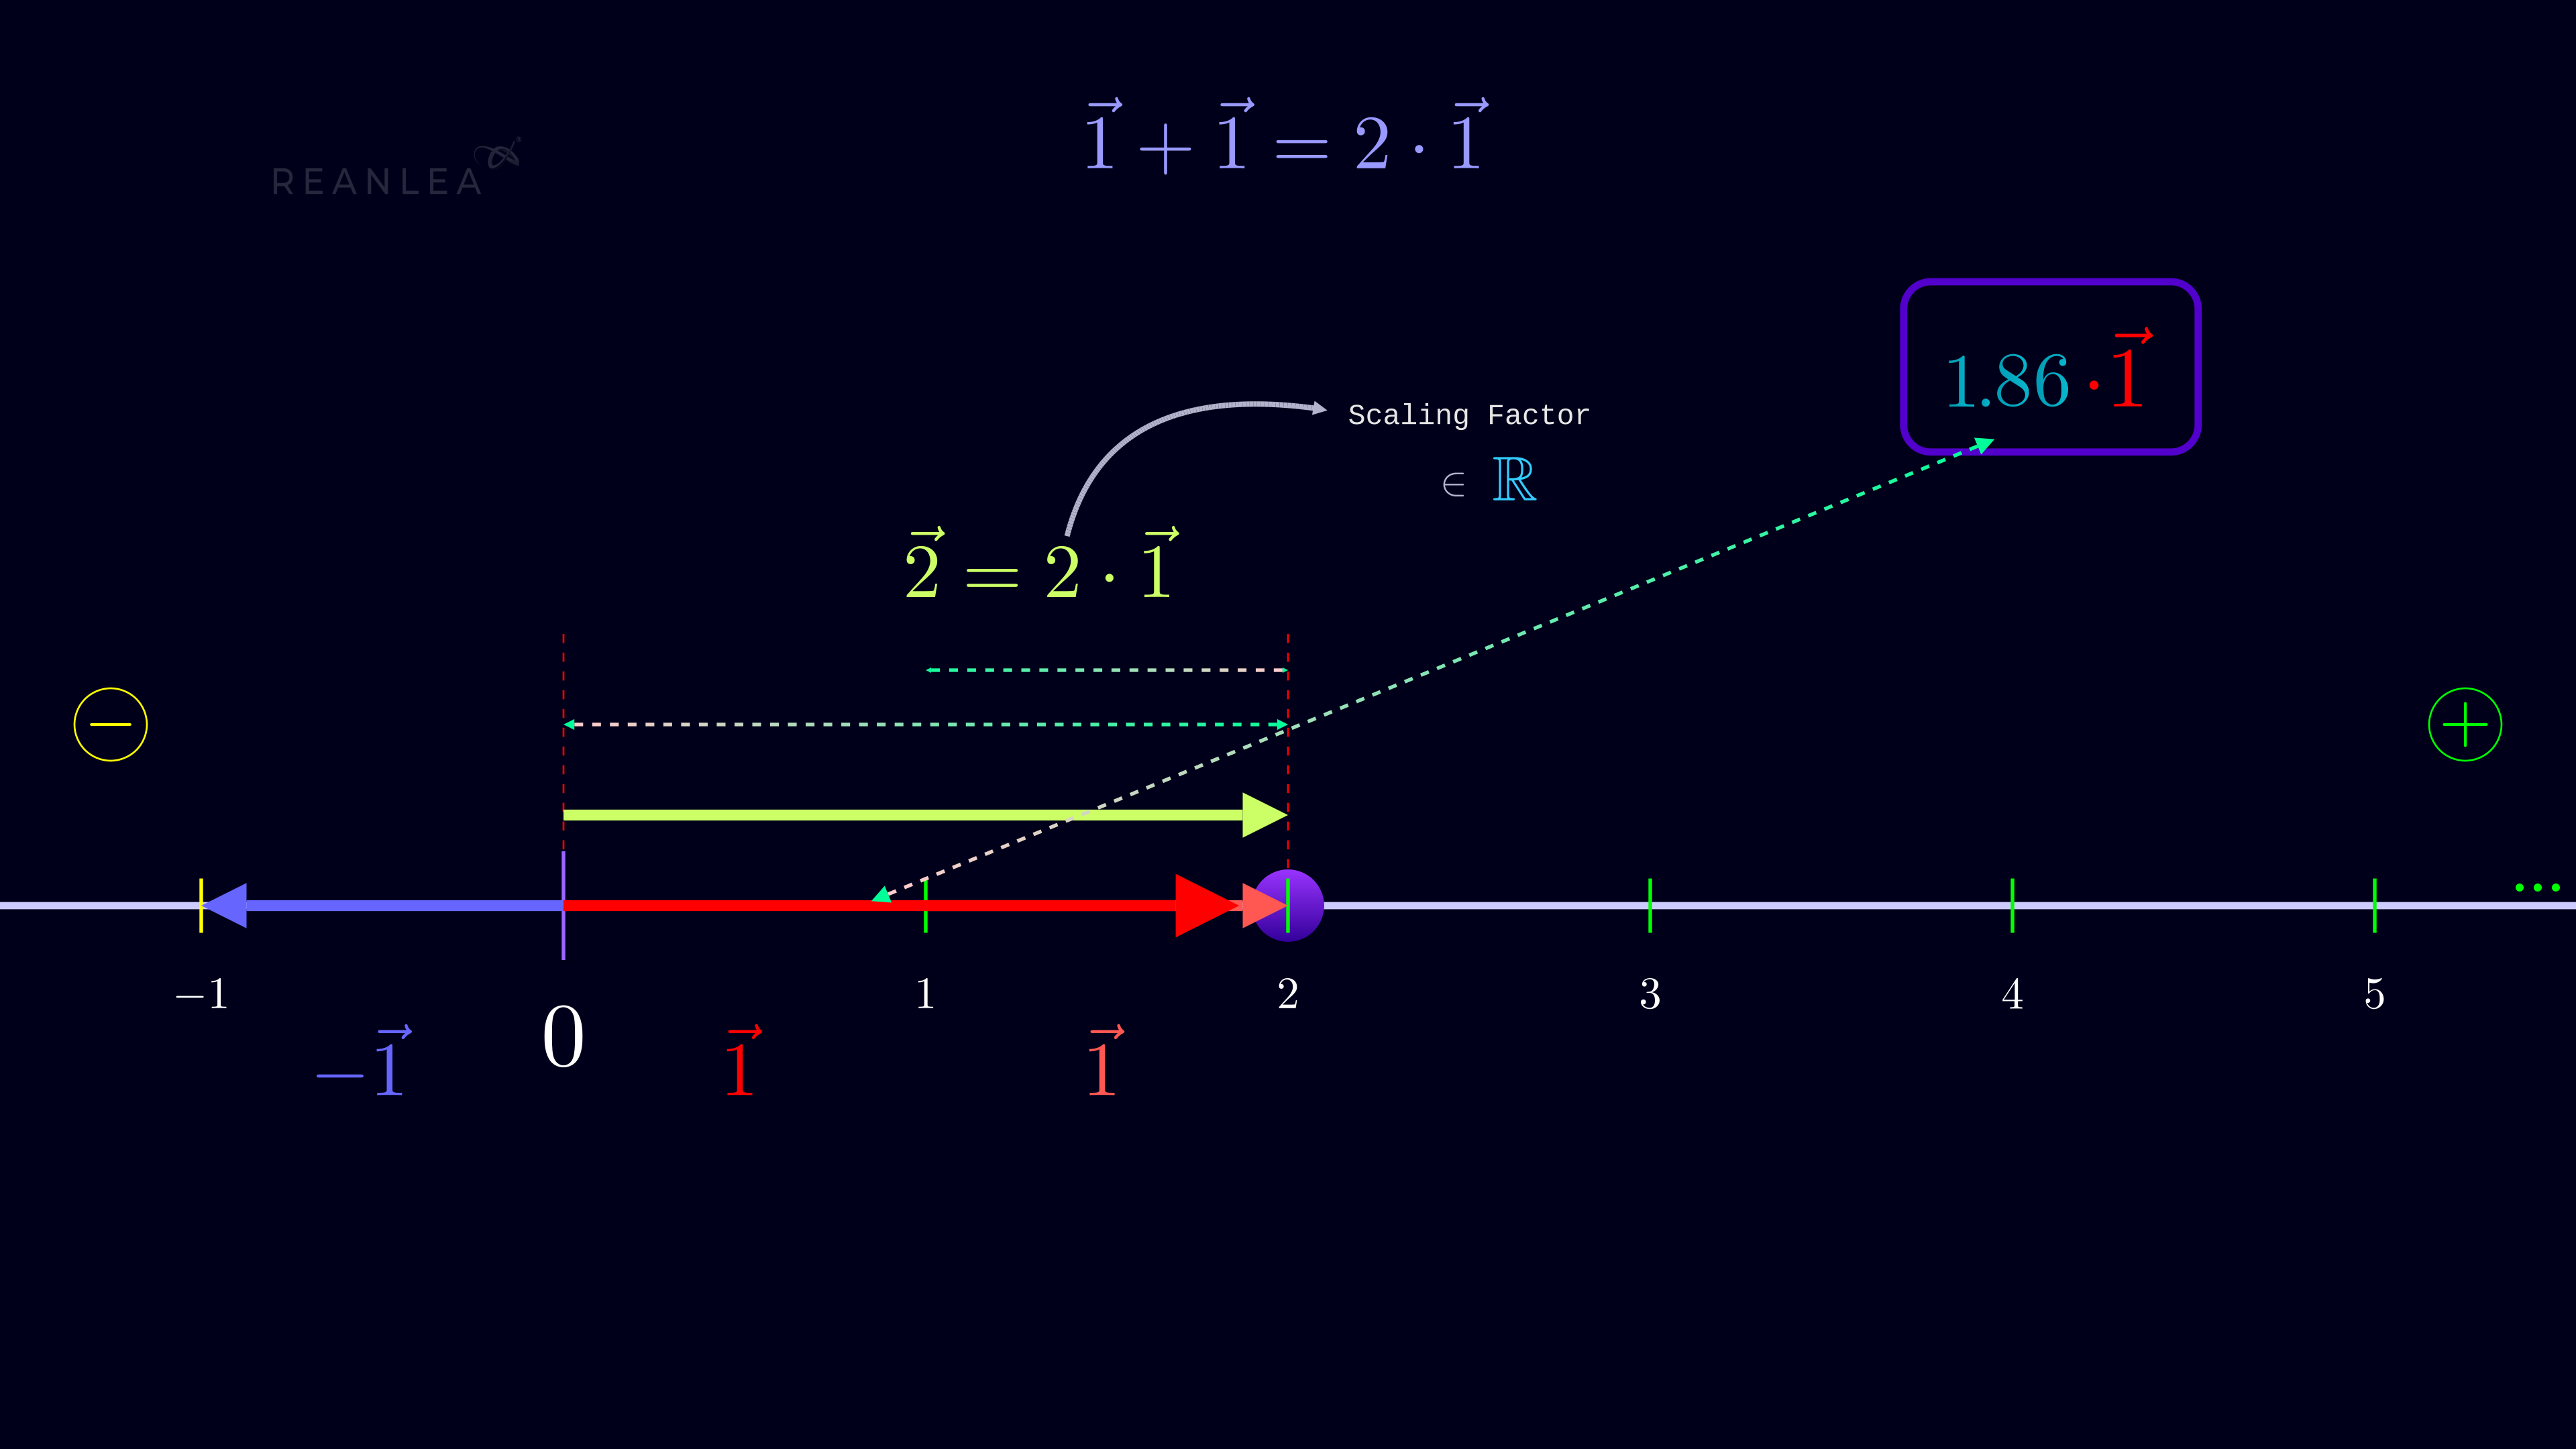 REANLEA
$\vec{1} + \vec{1} = 2 \cdot \vec{1}$
$1.86 \cdot \vec{1}$
Scaling Factor
$\in \mathbb{R}$
$\vec{2} = 2 \cdot \vec{1}$
− +
...
−1 0 1 2 3 4 5
$-\vec{1}$ $\vec{1}$ $\vec{1}$